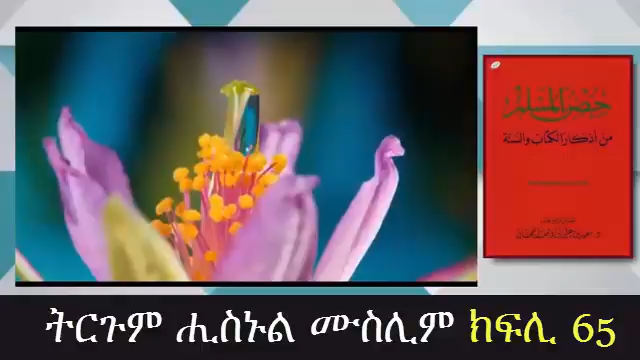 حصن المسلم
من أذكار الكتاب والسنة
ትርጉም ሒስኑል ሙስሊም ክፍሊ 65